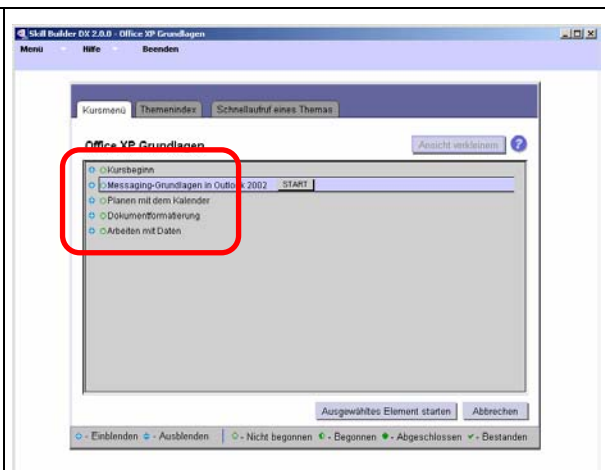 Skill Builder DX 2.0.0 - Office XP Grundlagen
Menü Hilfe Beenden
Kursmenü Themenindex Schnellaufruf eines Themas
Office XP Grundlagen Ansicht verkleinern ?
Kursbeginn
Messaging-Grundlagen in Outlook 2002 START
Planen mit dem Kalender
Dokumentformatierung
Arbeiten mit Daten
Ausgewähltes Element starten Abbrechen
- Einblenden - Ausblenden - Nicht begonnen - Begonnen - Abgeschlossen - Bestanden